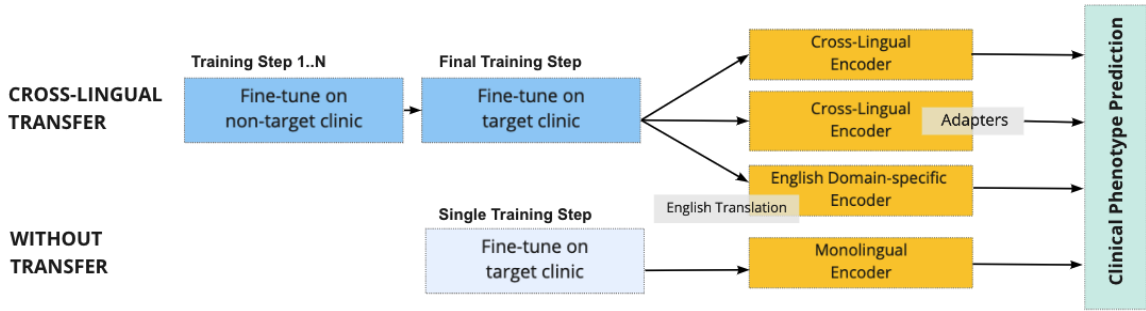 CROSS-LINGUAL
TRANSFER
Training Step 1..N
Fine-tune on
non-target clinic
Final Training Step
Fine-tune on
target clinic
Cross-Lingual
Encoder
Cross-Lingual
Encoder
Adapters
English Domain-specific
Encoder
English Translation
WITHOUT
TRANSFER
Single Training Step
Fine-tune on
target clinic
Monolingual
Encoder
Clinical Phenotype Prediction